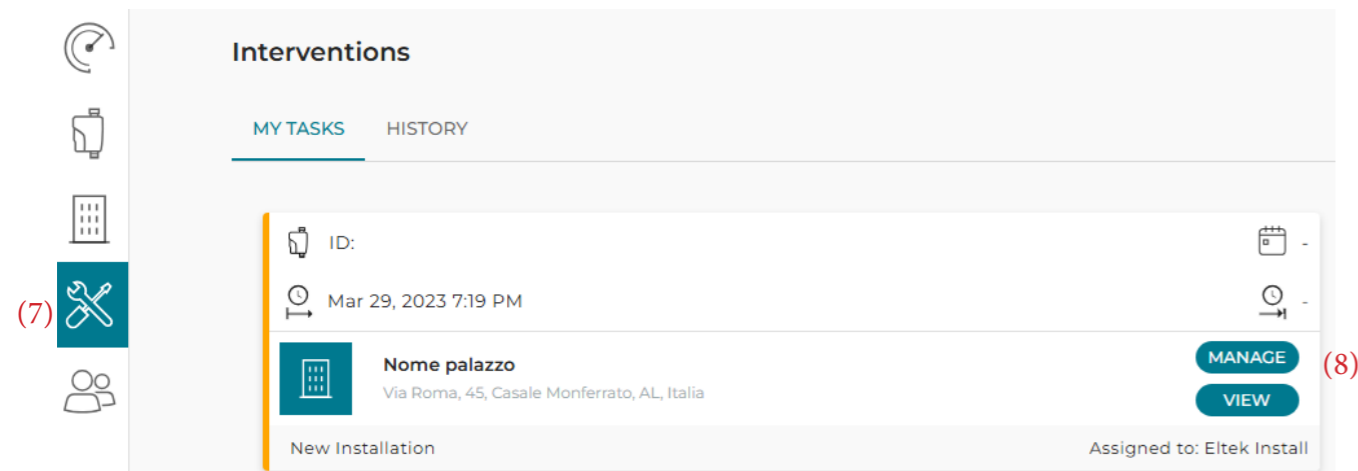 Interventions
MY TASKS HISTORY
ID: -
(7) Mar 29, 2023 7:19 PM -
Nome palazzo MANAGE (8)
Via Roma, 45, Casale Monferrato, AL, Italia VIEW
New Installation Assigned to: Eltek Install